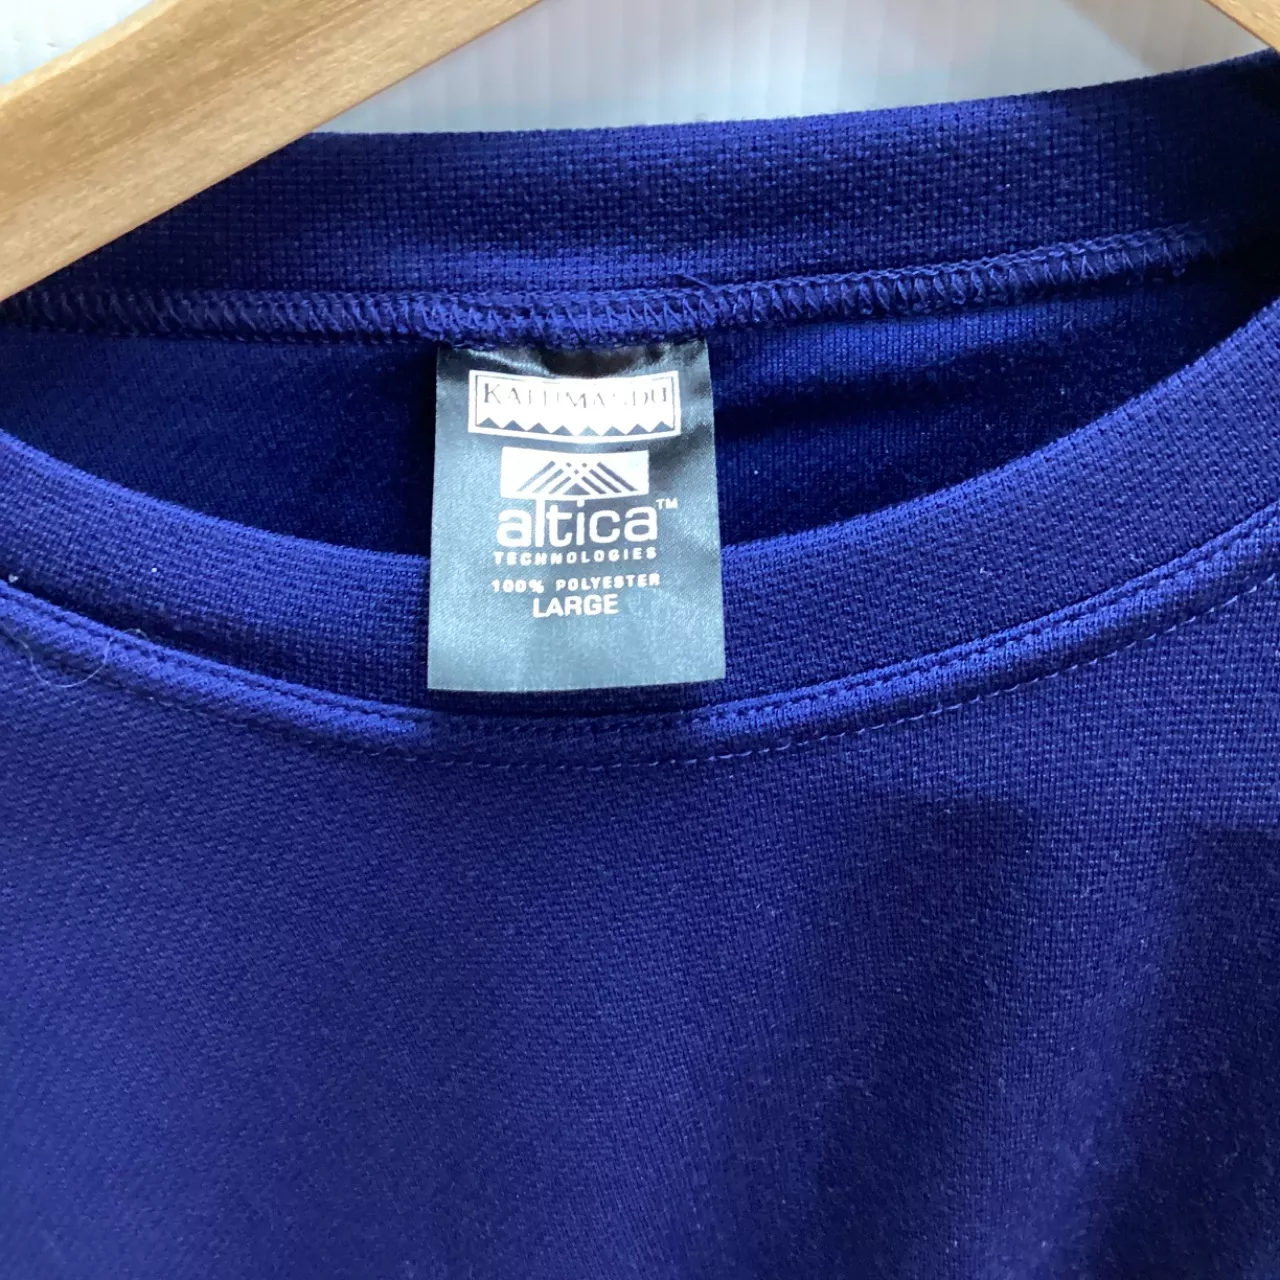 KATHMANDU
altica™
TECHNOLOGIES
100% POLYESTER
LARGE